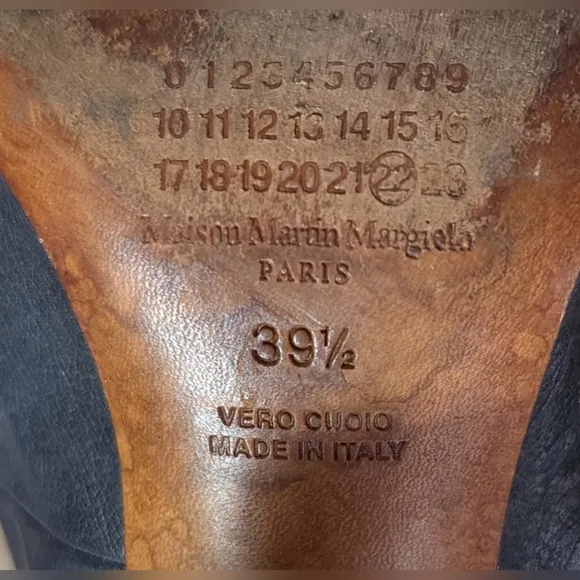 0 1 2 3 4 5 6 7 8 9
10 11 12 13 14 15 16
17 18 19 20 21 22 23
Maison Martin Margiela
PARIS
39½
VERO CUOIO
MADE IN ITALY